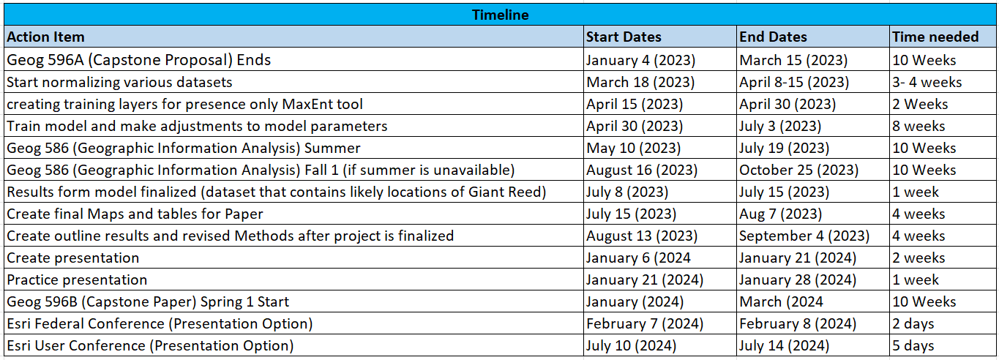 Timeline
Action Item Start Dates End Dates Time needed
Geog 596A (Capstone Proposal) Ends January 4 (2023) March 15 (2023) 10 Weeks
Start normalizing various datasets March 18 (2023) April 8-15 (2023) 3- 4 weeks
creating training layers for presence only MaxEnt tool April 15 (2023) April 30 (2023) 2 Weeks
Train model and make adjustments to model parameters April 30 (2023) July 3 (2023) 8 weeks
Geog 586 (Geographic Information Analysis) Summer May 10 (2023) July 19 (2023) 10 Weeks
Geog 586 (Geographic Information Analysis) Fall 1 (if summer is unavailable) August 16 (2023) October 25 (2023) 10 Weeks
Results form model finalized (dataset that contains likely locations of Giant Reed) July 8 (2023) July 15 (2023) 1 week
Create final Maps and tables for Paper July 15 (2023) Aug 7 (2023) 4 weeks
Create outline results and revised Methods after project is finalized August 13 (2023) September 4 (2023) 4 weeks
Create presentation January 6 (2024 January 21 (2024) 2 weeks
Practice presentation January 21 (2024) January 28 (2024) 1 week
Geog 596B (Capstone Paper) Spring 1 Start January (2024) March (2024 10 Weeks
Esri Federal Conference (Presentation Option) February 7 (2024) February 8 (2024) 2 days
Esri User Conference (Presentation Option) July 10 (2024) July 14 (2024) 5 days